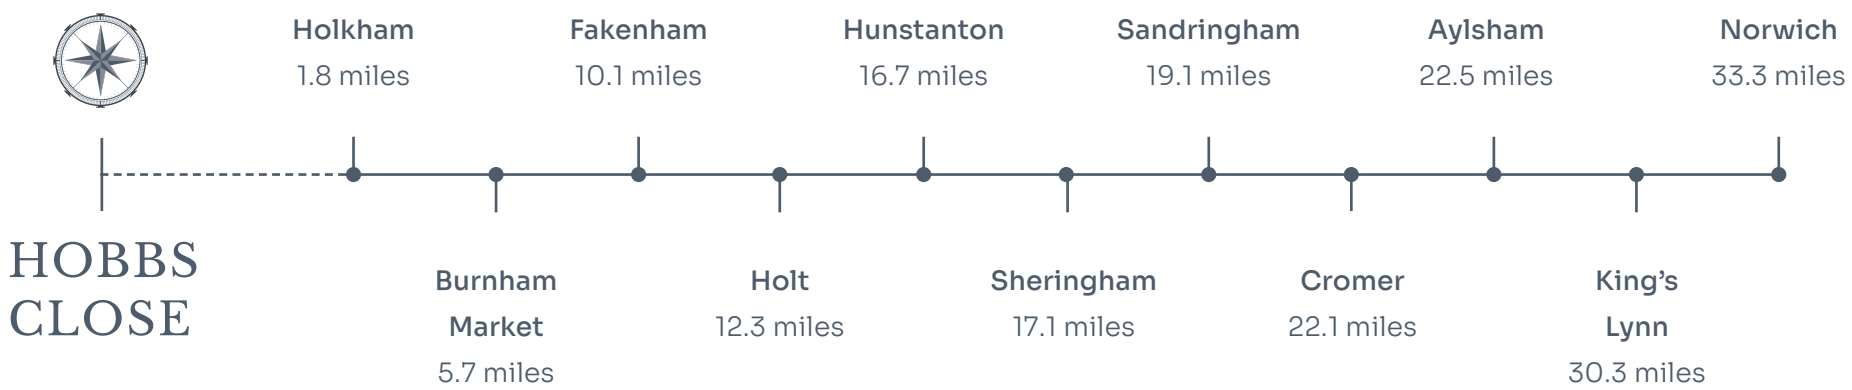 Holkham
1.8 miles
Fakenham
10.1 miles
Hunstanton
16.7 miles
Sandringham
19.1 miles
Aylsham
22.5 miles
Norwich
33.3 miles
HOBBS
CLOSE
Burnham
Market
5.7 miles
Holt
12.3 miles
Sheringham
17.1 miles
Cromer
22.1 miles
King’s
Lynn
30.3 miles